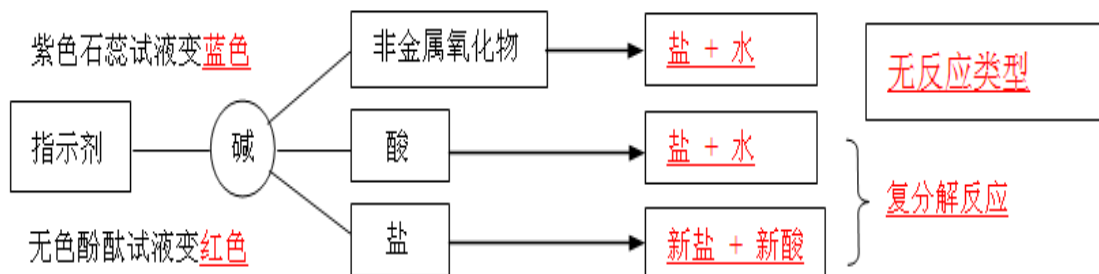 紫色石蕊试液变蓝色
非金属氧化物
盐 + 水
无反应类型
指示剂
碱
酸
盐 + 水
复分解反应
无色酚酞试液变红色
盐
新盐 + 新酸